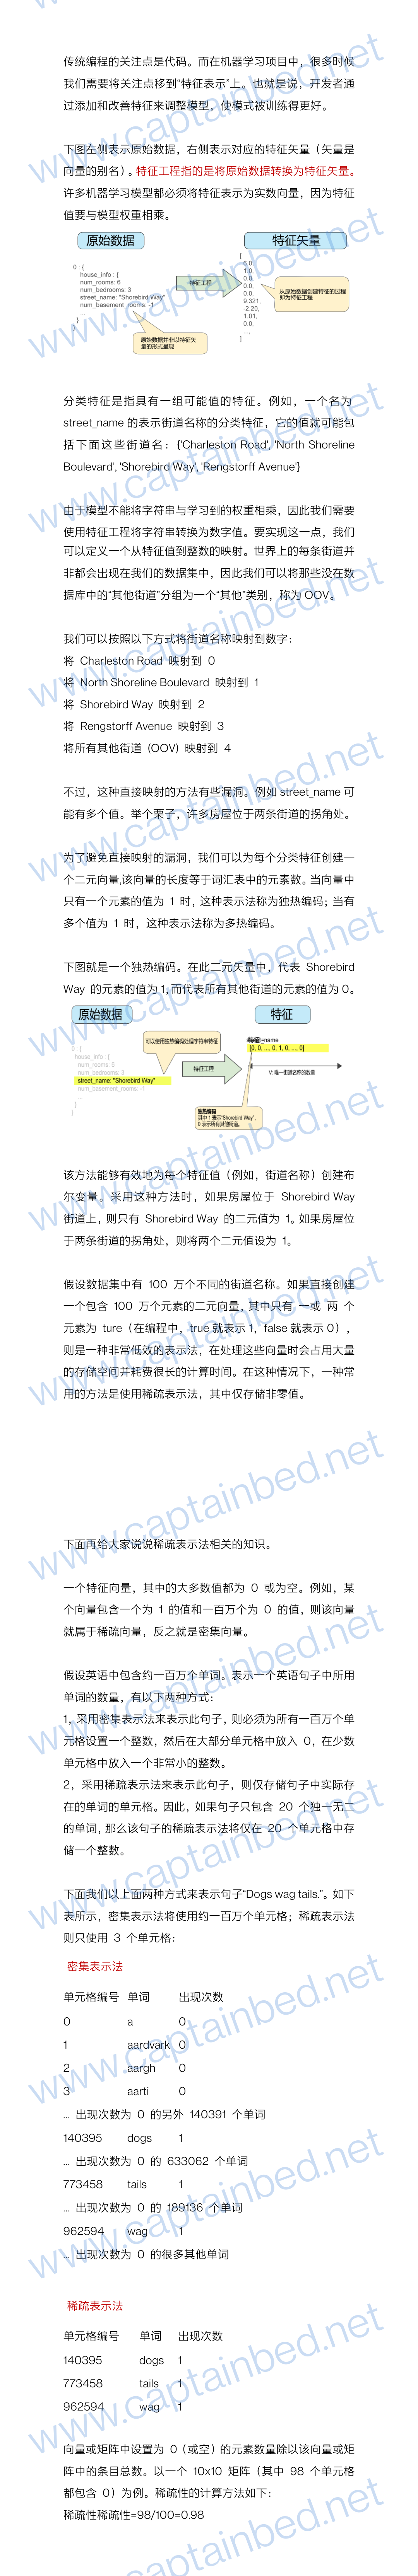 传统编程的关注点是代码。而在机器学习项目中，很多时候
我们需要将关注点移到“特征表示”上。也就是说，开发者通
过添加和改善特征来调整模型，使模式被训练得更好。
下图左侧表示原始数据，右侧表示对应的特征矢量（矢量是
向量的别名）。特征工程指的是将原始数据转换为特征矢量。
许多机器学习模型都必须将特征表示为实数向量，因为特征
值要与模型权重相乘。
原始数据
0 : {
house_info : {
num_rooms: 6
num_bedrooms: 3
street_name: "Shorebird Way"
num_basement_rooms: -1
...
}
}
原始数据并非以特征矢
量的形式呈现
特征工程
特征矢量
[
6.0,
1.0,
0.0,
0.0,
0.0,
9.321,
-2.20,
1.01,
0.0,
...,
]
从原始数据创建特征的过程
即为特征工程
分类特征是指具有一组可能值的特征。例如，一个名为
street_name 的表示街道名称的分类特征，它的值就可能包
括下面这些街道名：{'Charleston Road', 'North Shoreline
Boulevard', 'Shorebird Way', 'Rengstorff Avenue'}
由于模型不能将字符串与学习到的权重相乘，因此我们需要
使用特征工程将字符串转换为数字值。要实现这一点，我们
可以定义一个从特征值到整数的映射。世界上的每条街道并
非都会出现在我们的数据集中，因此我们可以将那些没在数
据库中的“其他街道”分组为一个“其他”类别，称为 OOV。
我们可以按照以下方式将街道名称映射到数字：
将 Charleston Road 映射到 0
将 North Shoreline Boulevard 映射到 1
将 Shorebird Way 映射到 2
将 Rengstorff Avenue 映射到 3
将所有其他街道 (OOV) 映射到 4
不过，这种直接映射的方法有些漏洞。例如 street_name 可
能有多个值。举个栗子，许多房屋位于两条街道的拐角处。
为了避免直接映射的漏洞，我们可以为每个分类特征创建一
个二元向量,该向量的长度等于词汇表中的元素数。当向量中
只有一个元素的值为 1 时，这种表示法称为独热编码；当有
多个值为 1 时，这种表示法称为多热编码。
下图就是一个独热编码。在此二元矢量中，代表 Shorebird
Way 的元素的值为 1，而代表所有其他街道的元素的值为 0。
原始数据
0 : {
house_info : {
num_rooms: 6
num_bedrooms: 3
street_name: "Shorebird Way"
num_basement_rooms: -1
...
}
}
可以使用独热编码处理字符串特征
特征工程
特征
[0, 0, ..., 0, 1, 0, ..., 0]
V: 唯一街道名称的数量
独热编码
其中 1 表示"Shorebird Way",
0 表示所有其他街道。
该方法能够有效地为每个特征值（例如，街道名称）创建布
尔变量。采用这种方法时，如果房屋位于 Shorebird Way
街道上，则只有 Shorebird Way 的二元值为 1。如果房屋位
于两条街道的拐角处，则将两个二元值设为 1。
假设数据集中有 100 万个不同的街道名称。如果直接创建
一个包含 100 万个元素的二元向量，其中只有 一或 两 个
元素为 ture（在编程中，true 就表示 1，false 就表示 0），
则是一种非常低效的表示法，在处理这些向量时会占用大量
的存储空间并耗费很长的计算时间。在这种情况下，一种常
用的方法是使用稀疏表示法，其中仅存储非零值。
下面再给大家说说稀疏表示法相关的知识。
一个特征向量，其中的大多数值都为 0 或为空。例如，某
个向量包含一个为 1 的值和一百万个为 0 的值，则该向量
就属于稀疏向量，反之就是密集向量。
假设英语中包含约一百万个单词。表示一个英语句子中所用
单词的数量，有以下两种方式：
1，采用密集表示法来表示此句子，则必须为所有一百万个单
元格设置一个整数，然后在大部分单元格中放入 0，在少数
单元格中放入一个非常小的整数。
2，采用稀疏表示法来表示此句子，则仅存储句子中实际存
在的单词的单元格。因此，如果句子只包含 20 个独一无二
的单词，那么该句子的稀疏表示法将仅在 20 个单元格中存
储一个整数。
下面我们以上面两种方式来表示句子“Dogs wag tails.”。如下
表所示，密集表示法将使用约一百万个单元格；稀疏表示法
则只使用 3 个单元格：
密集表示法
单元格编号 单词 出现次数
0 a 0
1 aardvark 0
2 aargh 0
3 aarti 0
... 出现次数为 0 的另外 140391 个单词
140395 dogs 1
... 出现次数为 0 的 633062 个单词
773458 tails 1
... 出现次数为 0 的 189136 个单词
962594 wag 1
... 出现次数为 0 的很多其他单词
稀疏表示法
单元格编号 单词 出现次数
140395 dogs 1
773458 tails 1
962594 wag 1
向量或矩阵中设置为 0（或空）的元素数量除以该向量或矩
阵中的条目总数。以一个 10x10 矩阵（其中 98 个单元格
都包含 0）为例。稀疏性的计算方法如下：
稀疏性稀疏性=98/100=0.98
www.captainbed.net